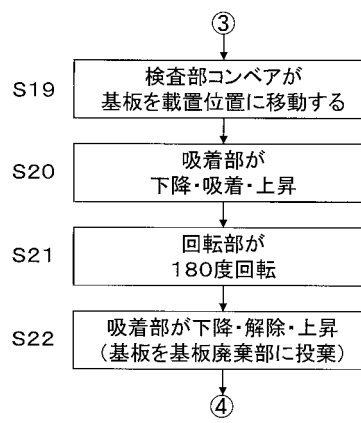 ③
S19
検査部コンベアが
基板を載置位置に移動する
S20
吸着部が
下降・吸着・上昇
S21
回転部が
180度回転
S22
吸着部が下降・解除・上昇
(基板を基板廃棄部に投棄)
④